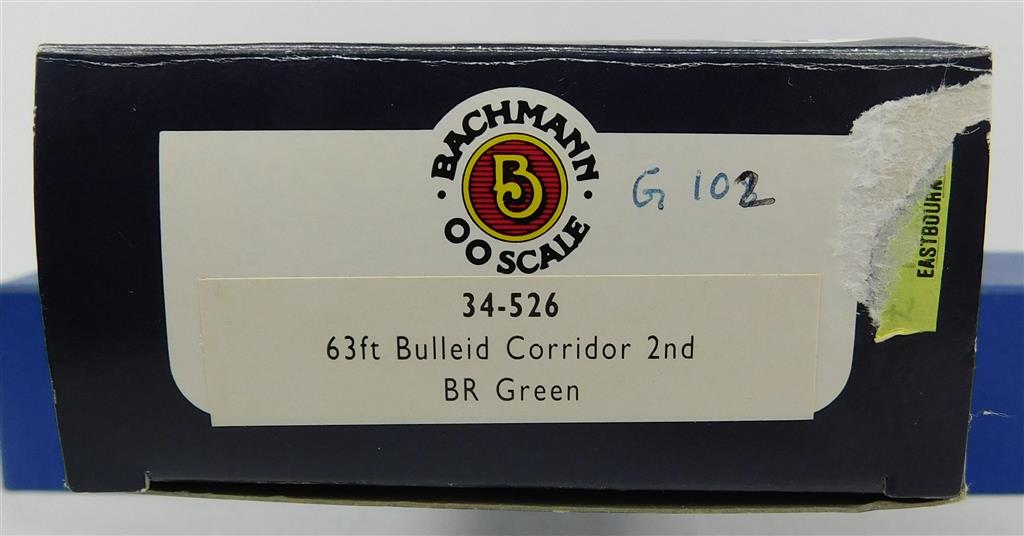 BACHMANN
OO SCALE
B
G 102
EASTBOURN
34-526
63ft Bulleid Corridor 2nd
BR Green